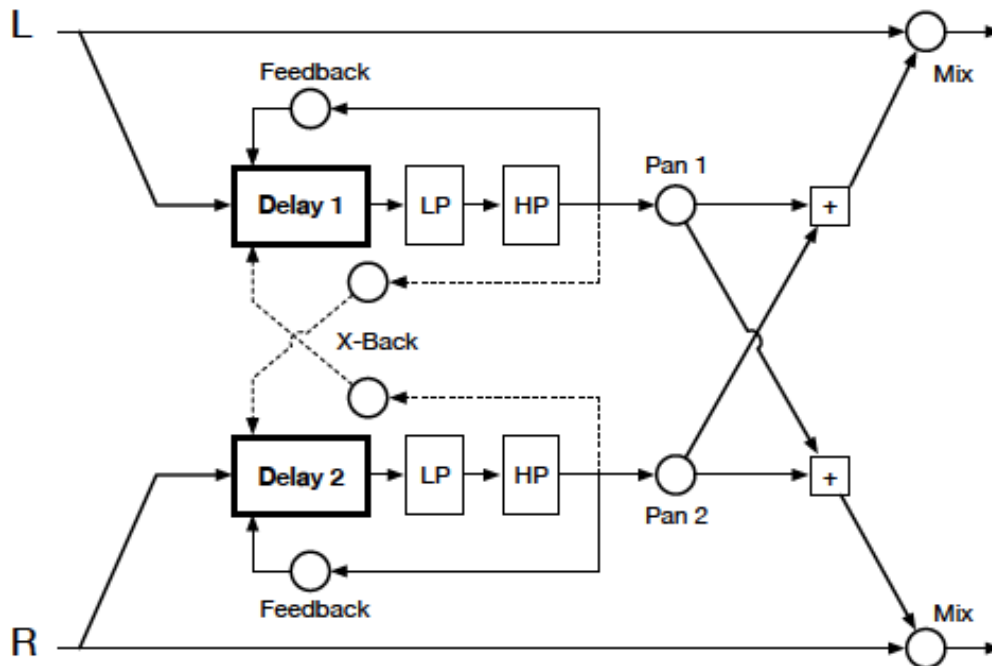 L
Mix
Feedback
Pan 1
Delay 1
LP
HP
+
X-Back
Delay 2
LP
HP
+
Pan 2
Feedback
Mix
R